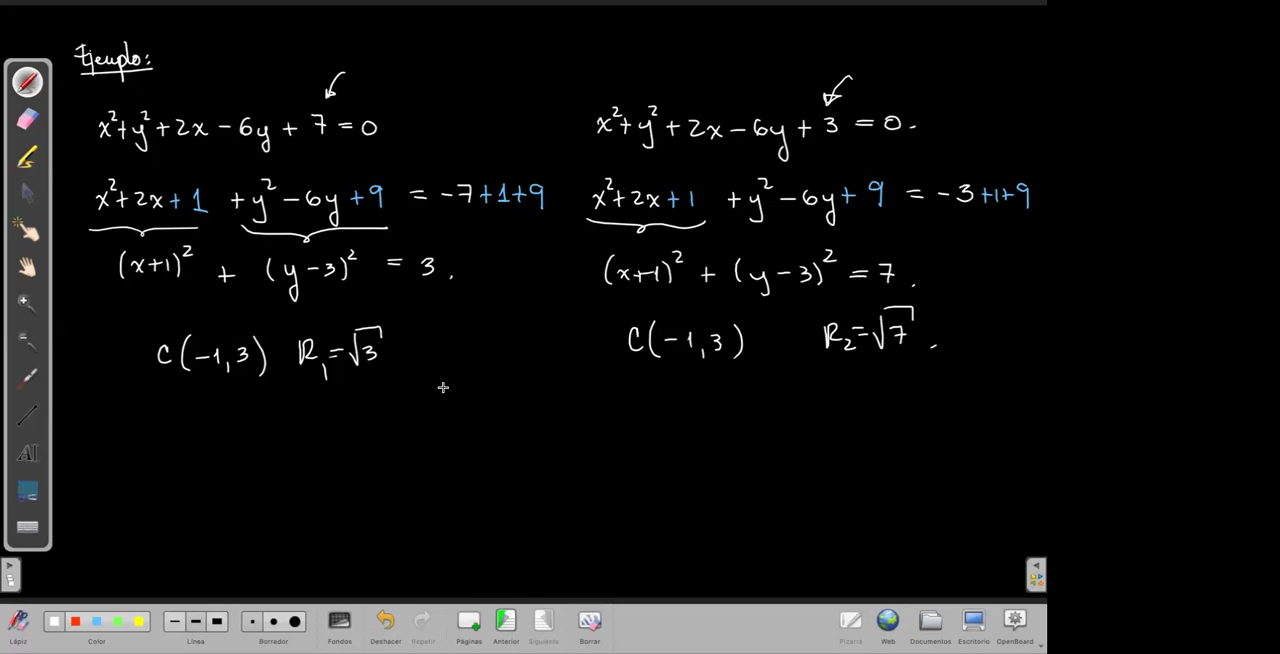 Ejemplo:
x²+y²+2x-6y+7=0
x²+2x+1 +y²-6y+9 = -7+1+9
(x+1)² + (y-3)² = 3.
C(-1,3) R₁=√3
x²+y²+2x-6y+3=0.
x²+2x+1 +y²-6y+9 = -3+1+9
(x+1)² + (y-3)² = 7.
C(-1,3) R₂=√7.
Lápiz
Color
Línea
Borrador
Fondos
Deshacer
Repetir
Páginas
Anterior
Siguiente
Borrar
Pizarra
Web
Documentos
Escritorio
OpenBoard